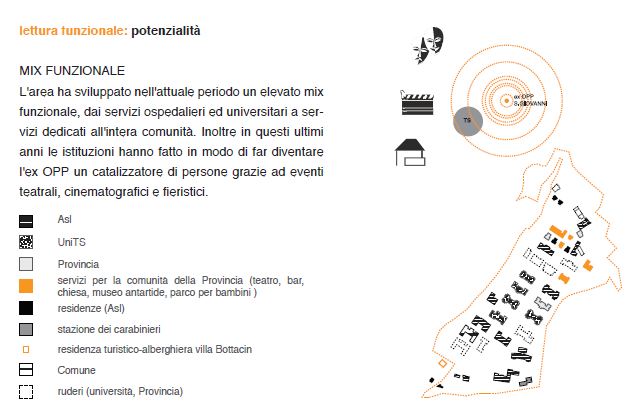 lettura funzionale: potenzialità
MIX FUNZIONALE
L'area ha sviluppato nell'attuale periodo un elevato mix
funzionale, dai servizi ospedalieri ed universitari a ser-
vizi dedicati all'intera comunità. Inoltre in questi ultimi
anni le istituzioni hanno fatto in modo di far diventare
l'ex OPP un catalizzatore di persone grazie ad eventi
teatrali, cinematografici e fieristici.
Asl
UniTS
Provincia
servizi per la comunità della Provincia (teatro, bar,
chiesa, museo antartide, parco per bambini )
residenze (Asl)
stazione dei carabinieri
residenza turistico-alberghiera villa Bottacin
Comune
ruderi (università, Provincia)
ex OPP
S.GIOVANNI
TS